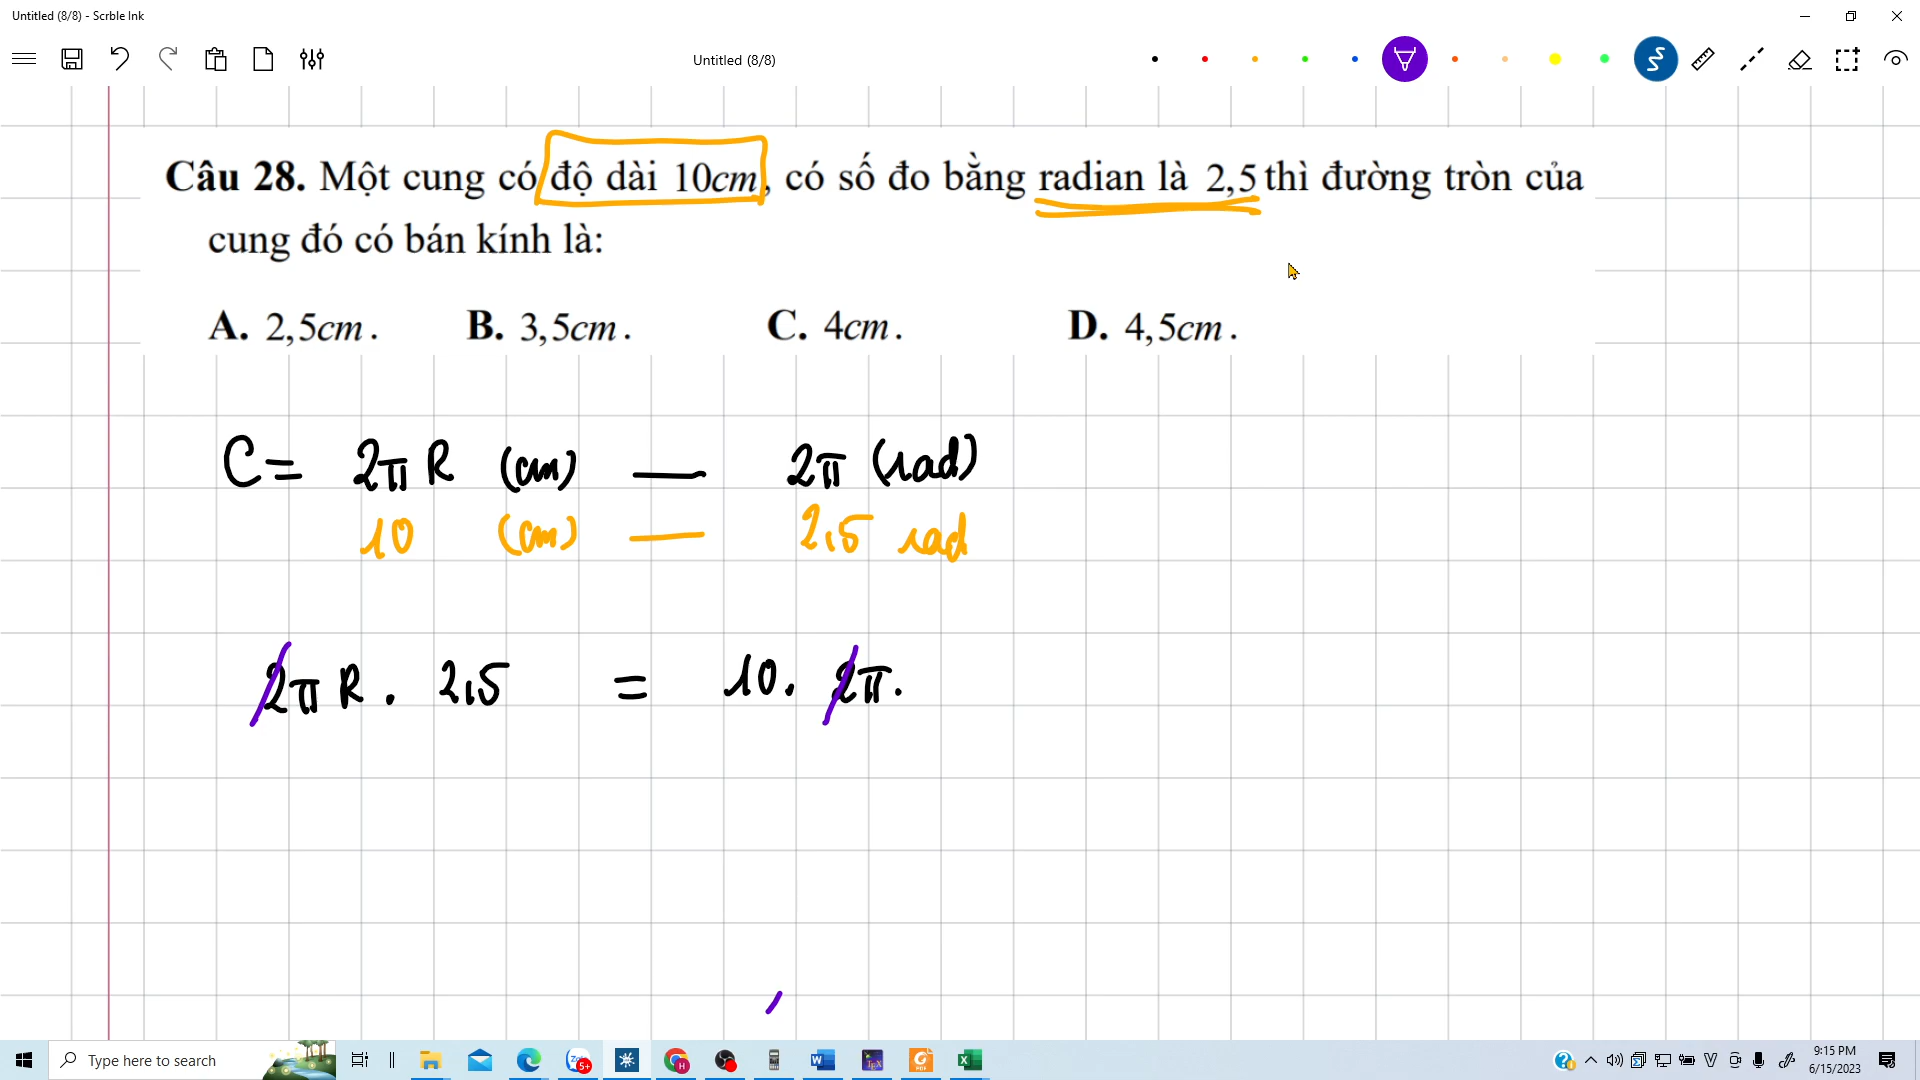 Untitled (8/8) - Scrble Ink
Untitled (8/8)
Câu 28. Một cung có độ dài 10cm, có số đo bằng radian là 2,5 thì đường tròn của
cung đó có bán kính là:
A. 2,5cm. B. 3,5cm. C. 4cm. D. 4,5cm.
C = 2π R (cm) — 2π (rad)
10 (cm) — 2,5 rad
2π R . 2,5 = 10. 2π.
Type here to search
9:15 PM
6/15/2023